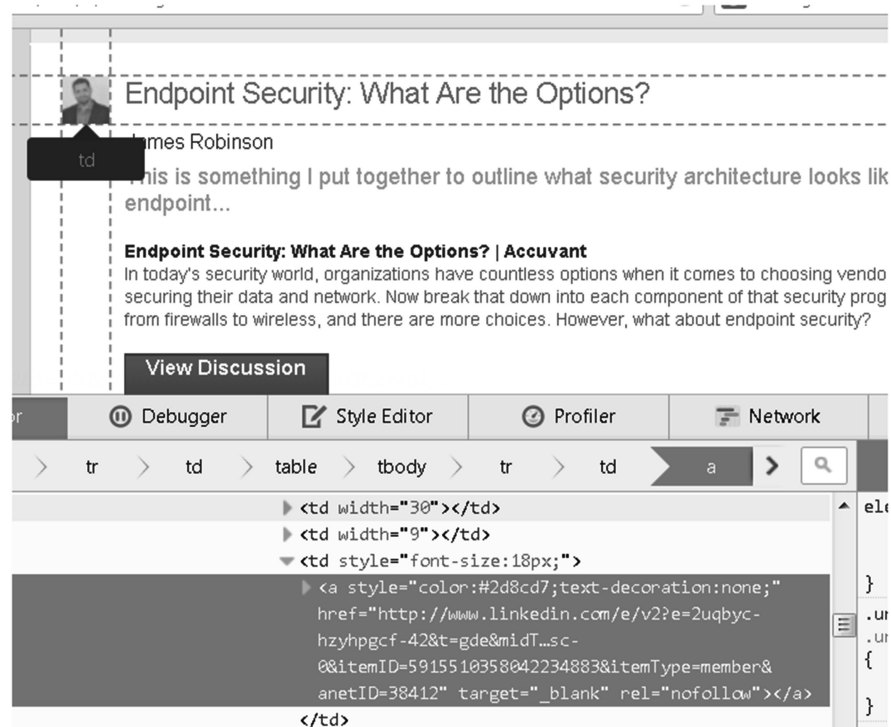 Endpoint Security: What Are the Options?
James Robinson
td
This is something I put together to outline what security architecture looks lik
endpoint...
Endpoint Security: What Are the Options? | Accuvant
In today's security world, organizations have countless options when it comes to choosing vendo
securing their data and network. Now break that down into each component of that security prog
from firewalls to wireless, and there are more choices. However, what about endpoint security?
View Discussion
or Debugger Style Editor Profiler Network
tr td table tbody tr td a
<td width="30"></td>
ele
<td width="9"></td>
<td style="font-size:18px;">
<a style="color:#2d8cd7;text-decoration:none;"
}
href="http://www.linkedin.com/e/v2?e=2uqbyc-
.ur
hzyhpgcf-42&t=gde&midT…sc-
.ur
0&itemID=5915510358042234883&itemType=member&
{
anetID=38412" target="_blank" rel="nofollow"></a>
}
</td>